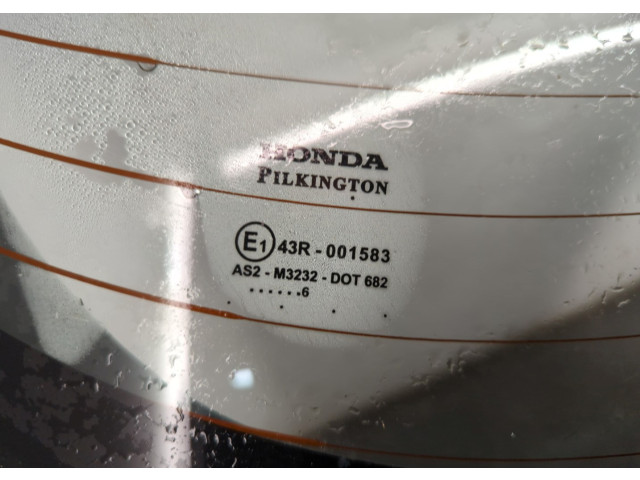 HONDA
PILKINGTON
E1 43R - 001583
AS2 - M3232 - DOT 682
......6